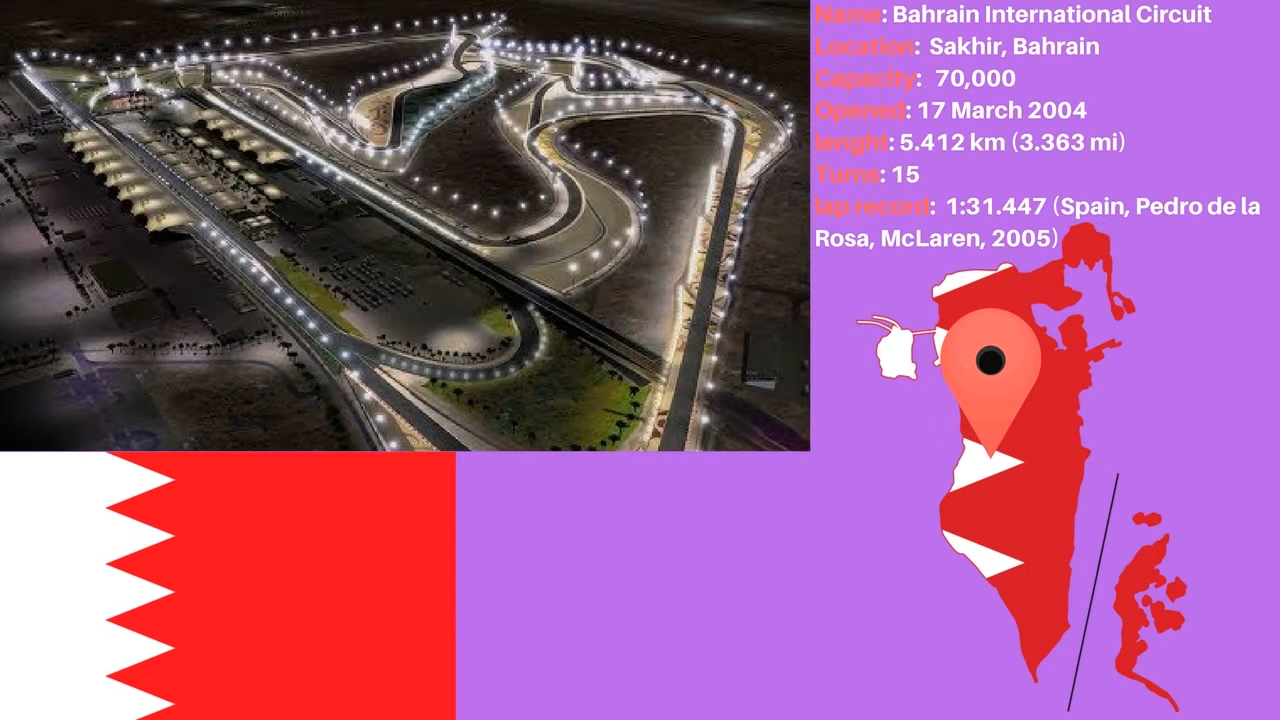 Name: Bahrain International Circuit
Location:  Sakhir, Bahrain
Capacity:   70,000
Opened: 17 March 2004
lenght: 5.412 km (3.363 mi)
Turns: 15
lap record:  1:31.447 (Spain, Pedro de la
Rosa, McLaren, 2005)